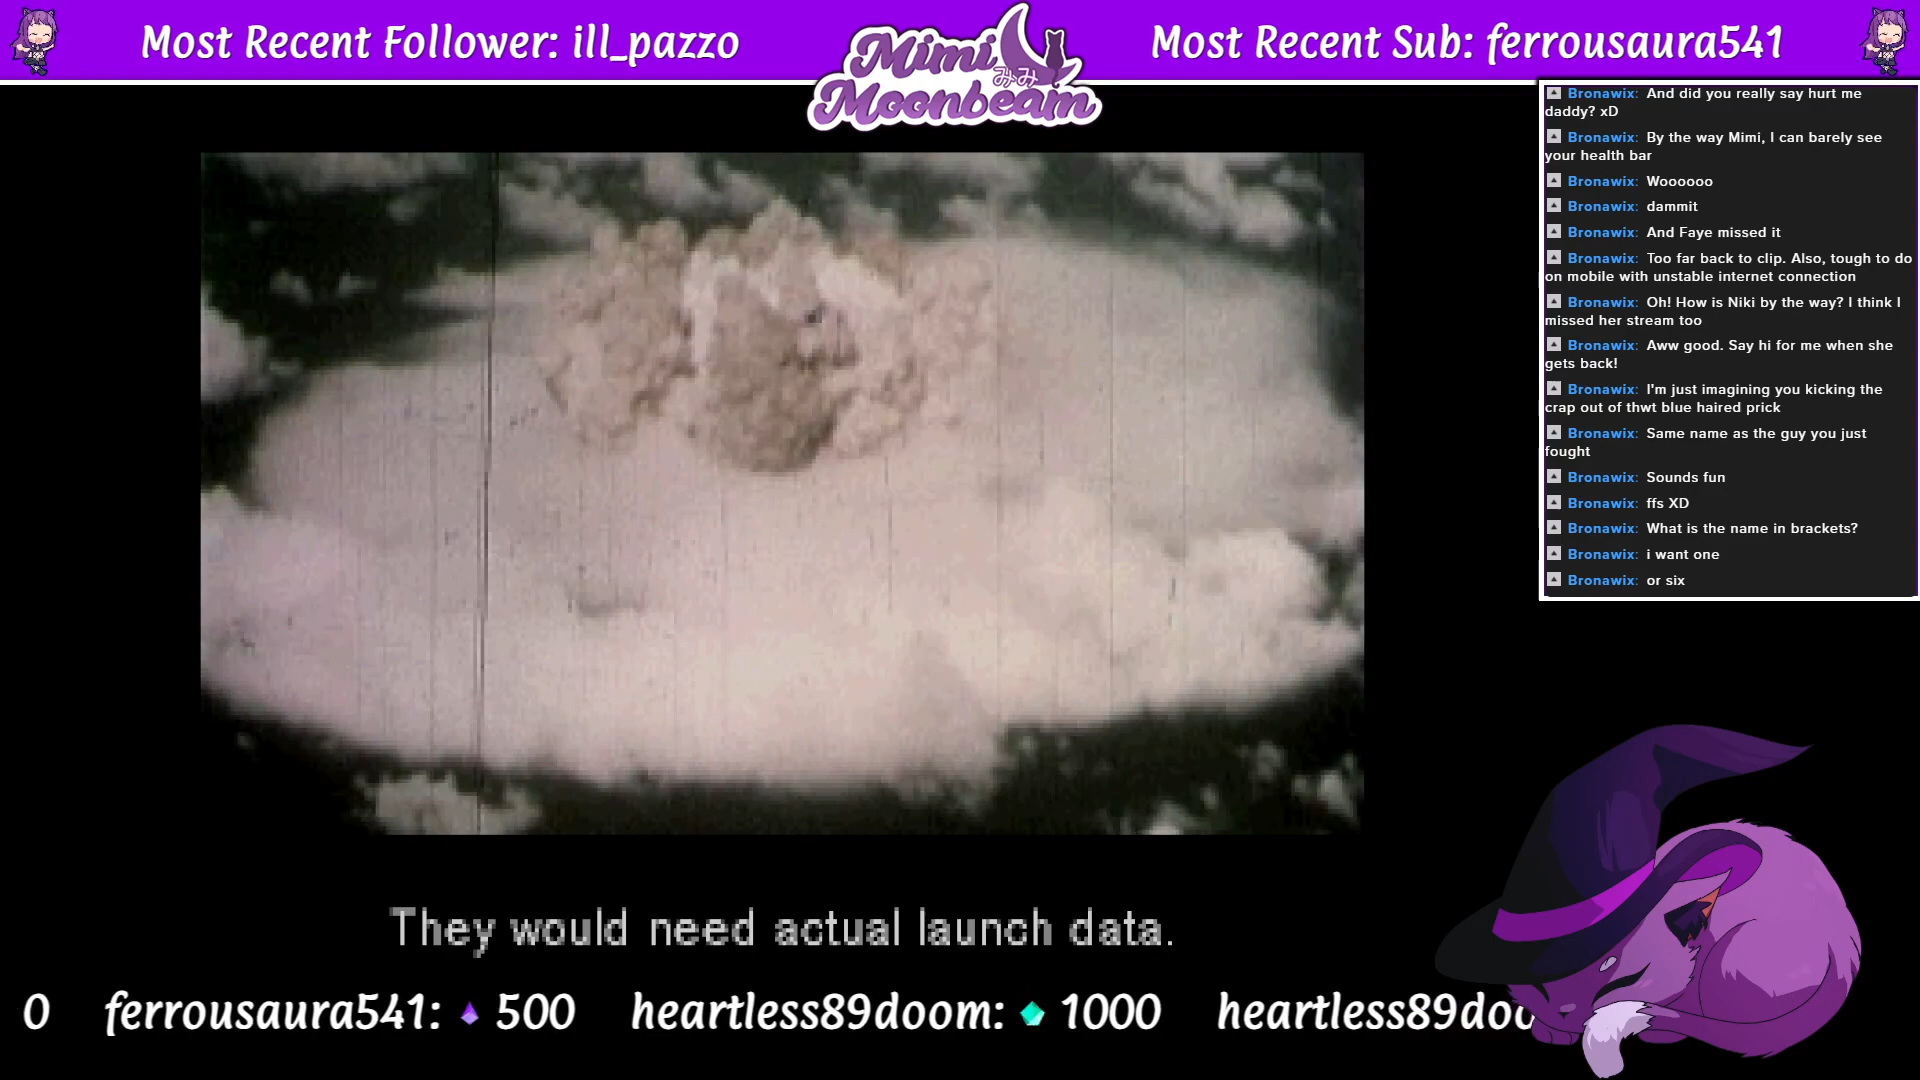 Most Recent Follower: ill_pazzo
Mimi
みみ
Moonbeam
Most Recent Sub: ferrousaura541
Bronawix: And did you really say hurt me
daddy? xD
Bronawix: By the way Mimi, I can barely see
your health bar
Bronawix: Woooooo
Bronawix: dammit
Bronawix: And Faye missed it
Bronawix: Too far back to clip. Also, tough to do
on mobile with unstable internet connection
Bronawix: Oh! How is Niki by the way? I think I
missed her stream too
Bronawix: Aww good. Say hi for me when she
gets back!
Bronawix: I'm just imagining you kicking the
crap out of thwt blue haired prick
Bronawix: Same name as the guy you just
fought
Bronawix: Sounds fun
Bronawix: ffs XD
Bronawix: What is the name in brackets?
Bronawix: i want one
Bronawix: or six
They would need actual launch data.
0 ferrousaura541: 500 heartless89doom: 1000 heartless89doo